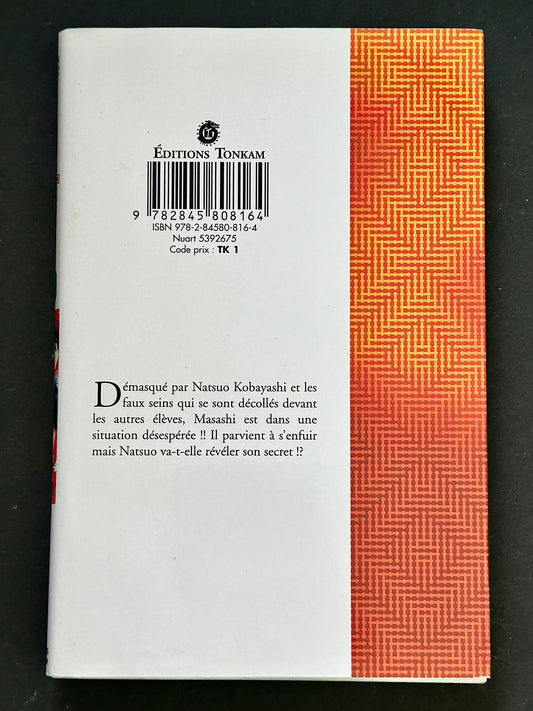 ÉDITIONS TONKAM
9 782845 808164
ISBN 978-2-84580-816-4
Nuart 5392675
Code prix : TK 1
Démasqué par Natsuo Kobayashi et les
faux seins qui se sont décollés devant
les autres élèves, Masashi est dans une
situation désespérée !! Il parvient à s'enfuir
mais Natsuo va-t-elle révéler son secret !?